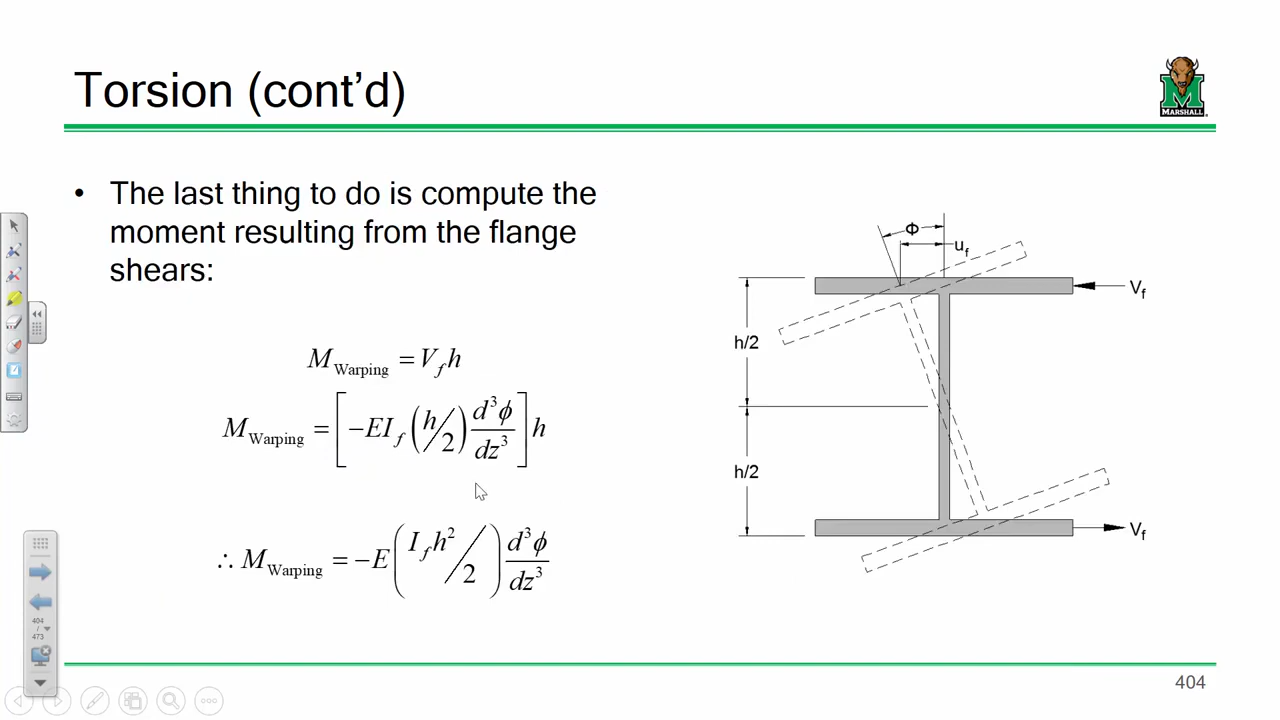 Torsion (cont'd)
MARSHALL
• The last thing to do is compute the
moment resulting from the flange
shears:
M_Warping = V_f h
M_Warping = [−EI_f (h/2) d³ϕ/dz³] h
∴ M_Warping = −E (I_f h²/2) d³ϕ/dz³
Φ
u_f
V_f
h/2
h/2
V_f
404
/
473
404